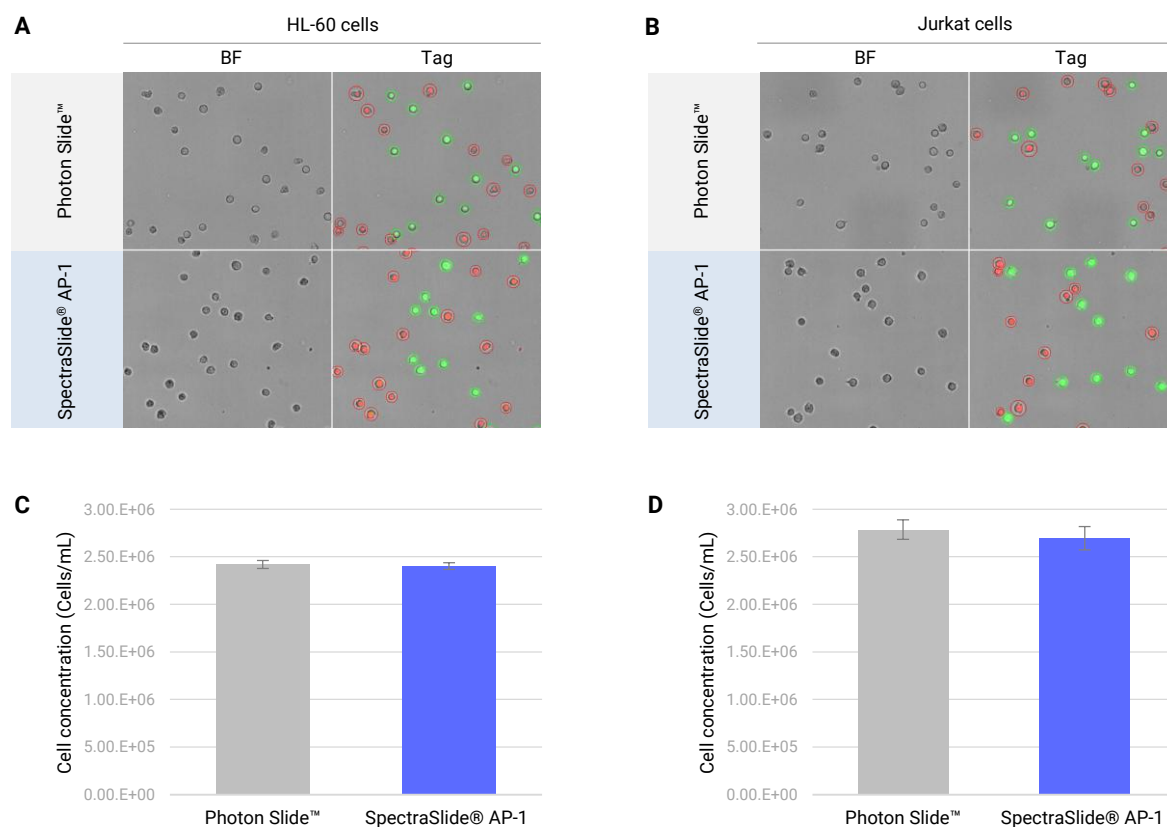 A
HL-60 cells
BF
Tag
Photon Slide™
SpectraSlide® AP-1
B
Jurkat cells
BF
Tag
Photon Slide™
SpectraSlide® AP-1
C
Cell concentration (Cells/mL)
3.00.E+06
2.50.E+06
2.00.E+06
1.50.E+06
1.00.E+06
5.00.E+05
0.00.E+00
Photon Slide™
SpectraSlide® AP-1
D
Cell concentration (Cells/mL)
3.00.E+06
2.50.E+06
2.00.E+06
1.50.E+06
1.00.E+06
5.00.E+05
0.00.E+00
Photon Slide™
SpectraSlide® AP-1